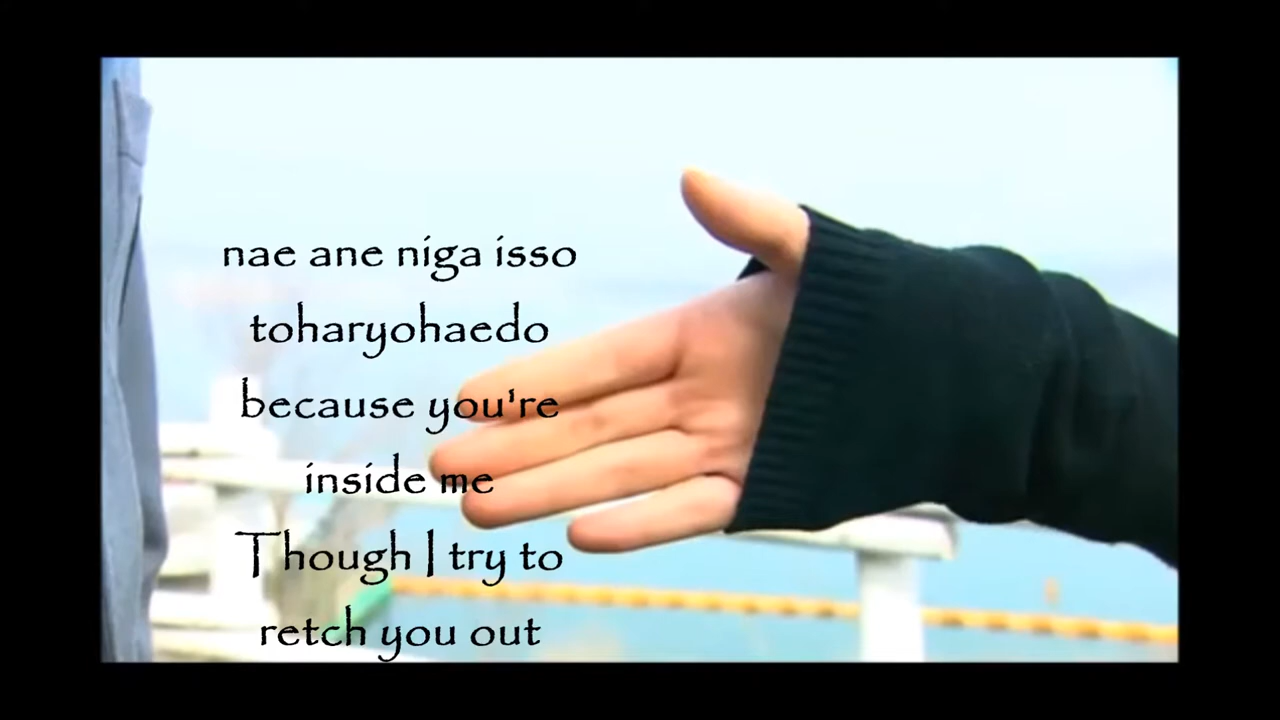 nae ane niga isso
toharyohaedo
because you're
inside me
Though I try to
retch you out